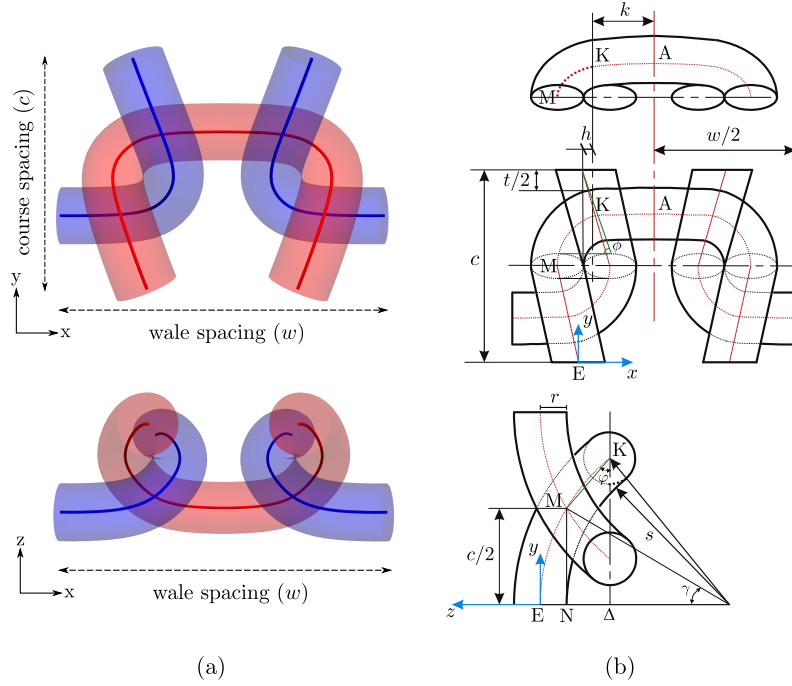 course spacing (c)
y
x
wale spacing (w)
z
x
wale spacing (w)
(a)
k
K
A
M
h
w/2
t/2
K
A
ϕ
c
M
y
E
x
r
K
φ
M
s
c/2
y
γ
z
E
N
Δ
(b)